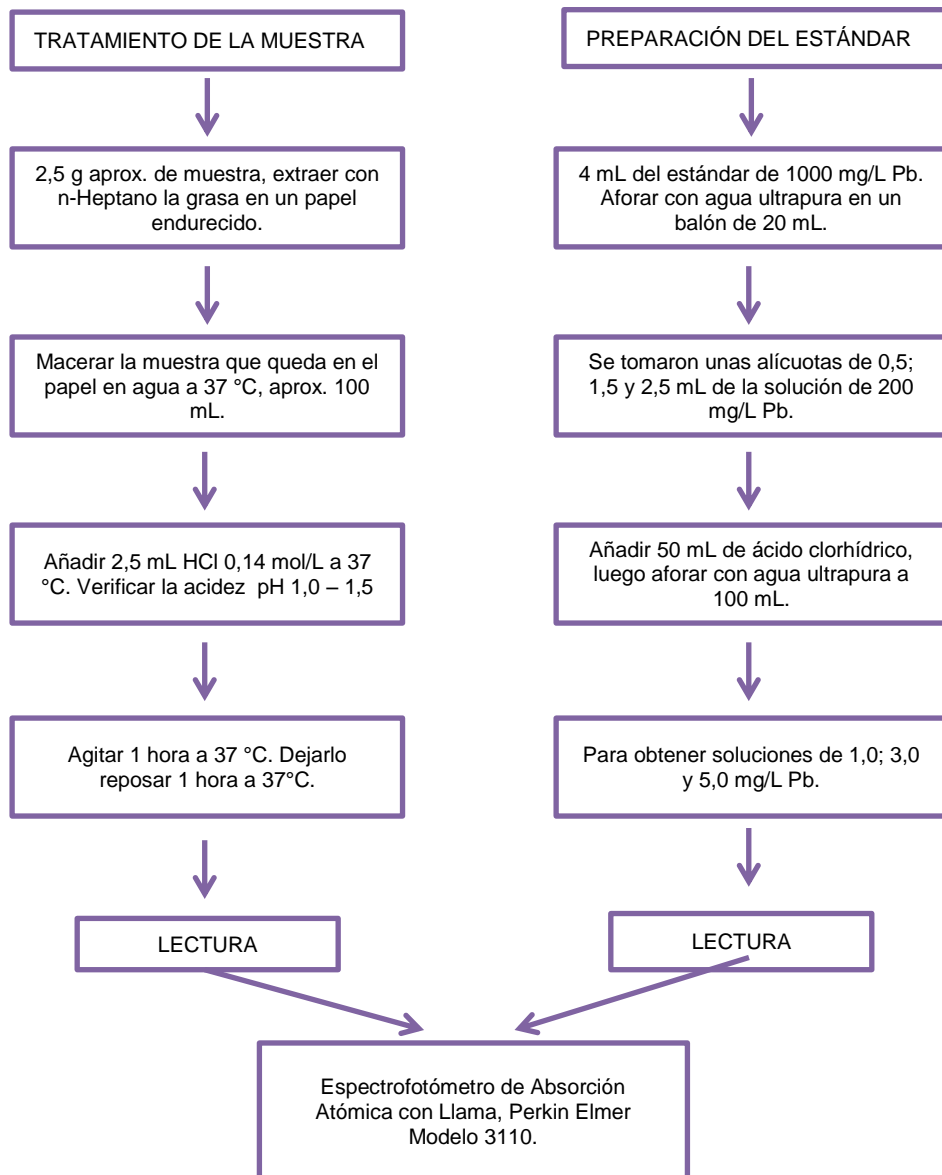 TRATAMIENTO DE LA MUESTRA
2,5 g aprox. de muestra, extraer con
n-Heptano la grasa en un papel
endurecido.
Macerar la muestra que queda en el
papel en agua a 37 °C, aprox. 100
mL.
Añadir 2,5 mL HCl 0,14 mol/L a 37
°C. Verificar la acidez  pH 1,0 – 1,5
Agitar 1 hora a 37 °C. Dejarlo
reposar 1 hora a 37°C.
LECTURA
PREPARACIÓN DEL ESTÁNDAR
4 mL del estándar de 1000 mg/L Pb.
Aforar con agua ultrapura en un
balón de 20 mL.
Se tomaron unas alícuotas de 0,5;
1,5 y 2,5 mL de la solución de 200
mg/L Pb.
Añadir 50 mL de ácido clorhídrico,
luego aforar con agua ultrapura a
100 mL.
Para obtener soluciones de 1,0; 3,0
y 5,0 mg/L Pb.
LECTURA
Espectrofotómetro de Absorción
Atómica con Llama, Perkin Elmer
Modelo 3110.